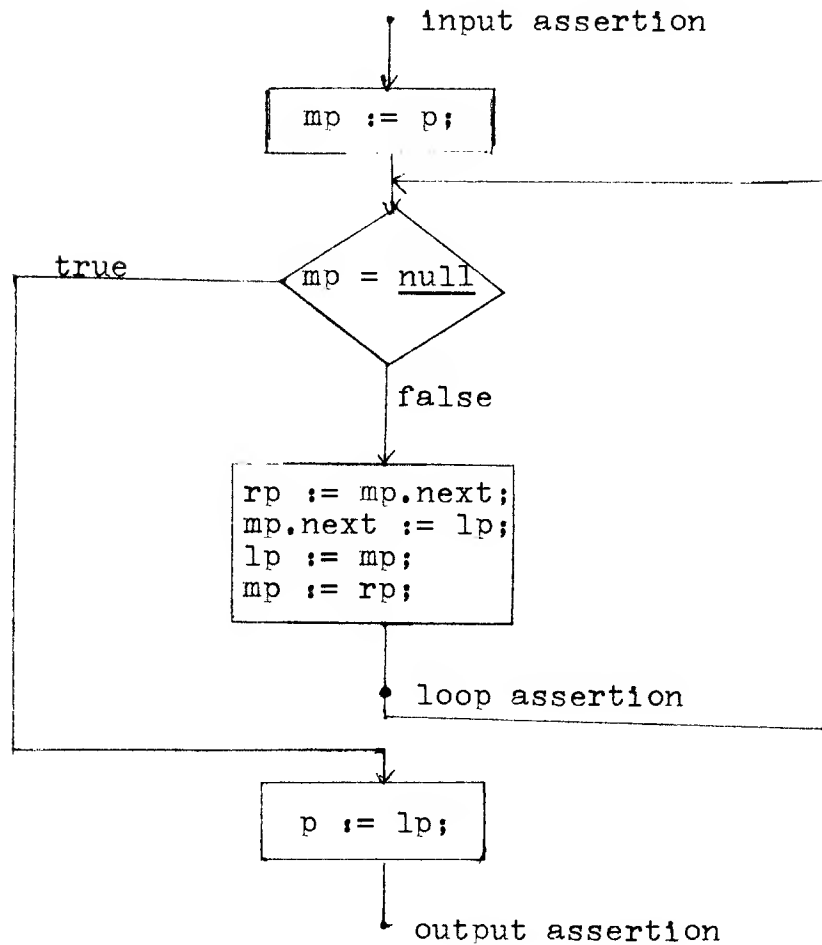 input assertion
mp := p;
true
mp = null
false
rp := mp.next;
mp.next := lp;
lp := mp;
mp := rp;
loop assertion
p := lp;
output assertion